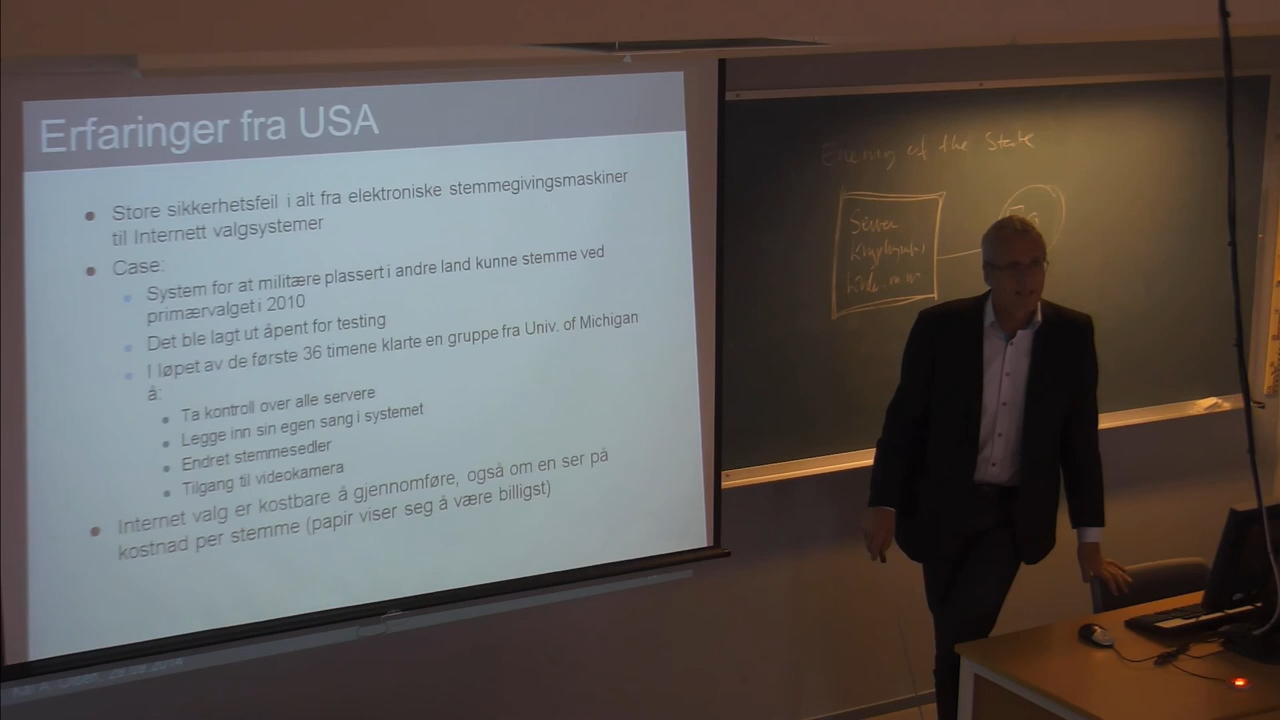 Erfaringer fra USA
Store sikkerhetsfeil i alt fra elektroniske stemmegivingsmaskiner
til Internett valgsystemer
Case:
System for at militære plassert i andre land kunne stemme ved
primærvalget i 2010
Det ble lagt ut åpent for testing
I løpet av de første 36 timene klarte en gruppe fra Univ. of Michigan
å:
Ta kontroll over alle servere
Legge inn sin egen sang i systemet
Endret stemmesedler
Tilgang til videokamera
Internet valg er kostbare å gjennomføre, også om en ser på
kostnad per stemme (papir viser seg å være billigst)
Enemy of the State